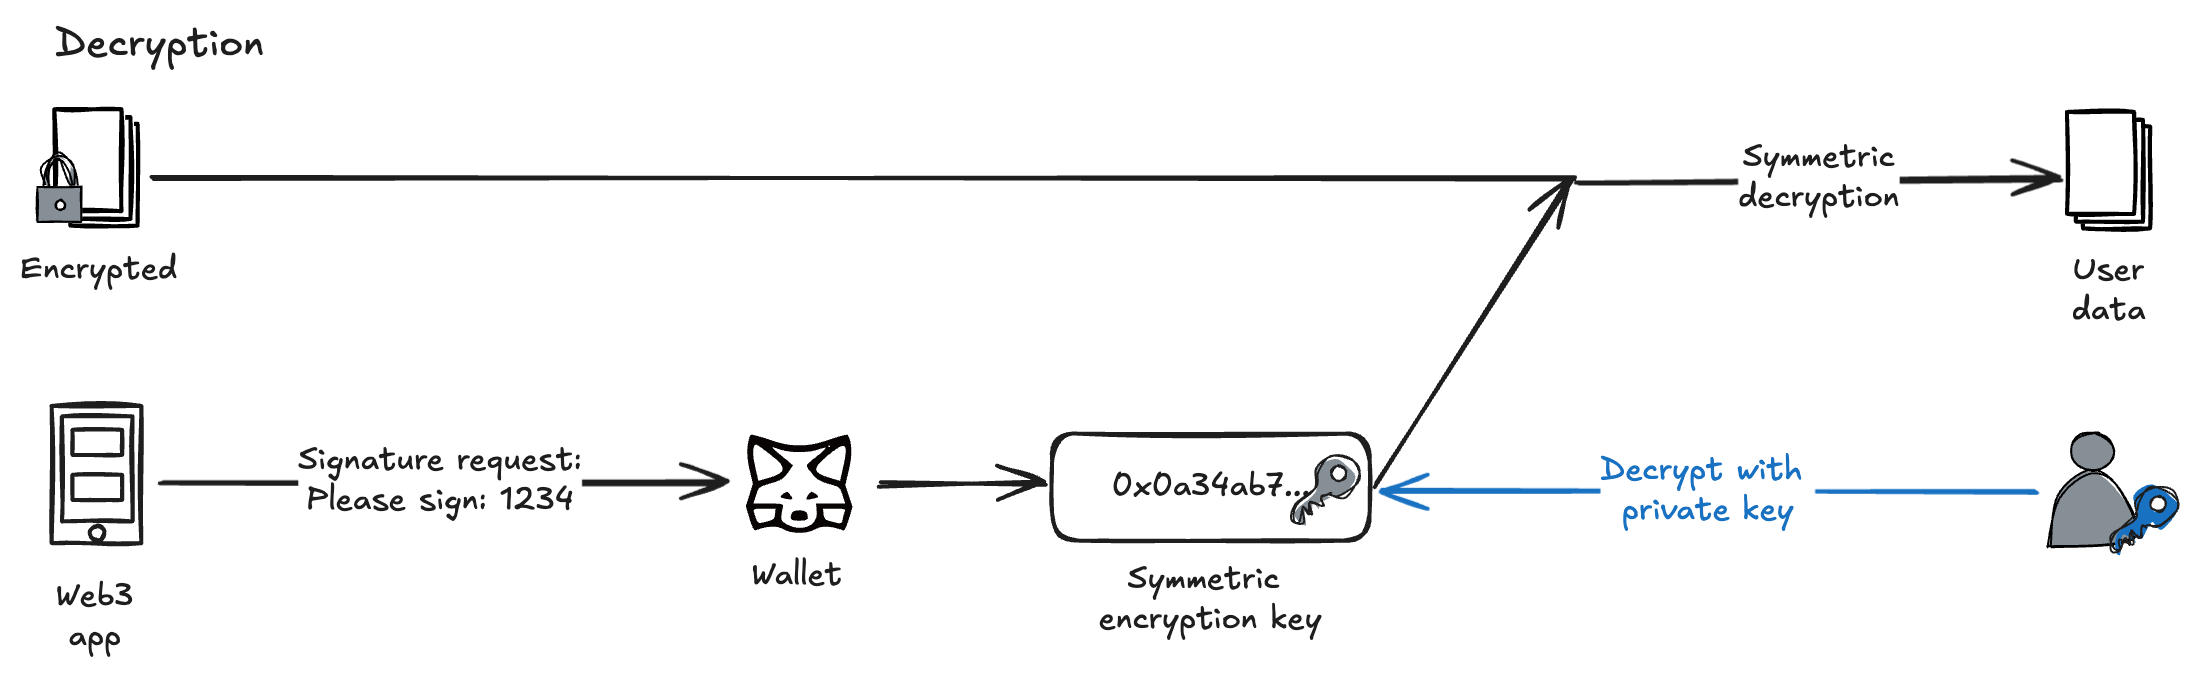 Decryption
Symmetric
decryption
Encrypted
User
data
Signature request:
Please sign: 1234
0x0a34ab7...
Decrypt with
private key
Wallet
Symmetric
encryption key
Web3
app